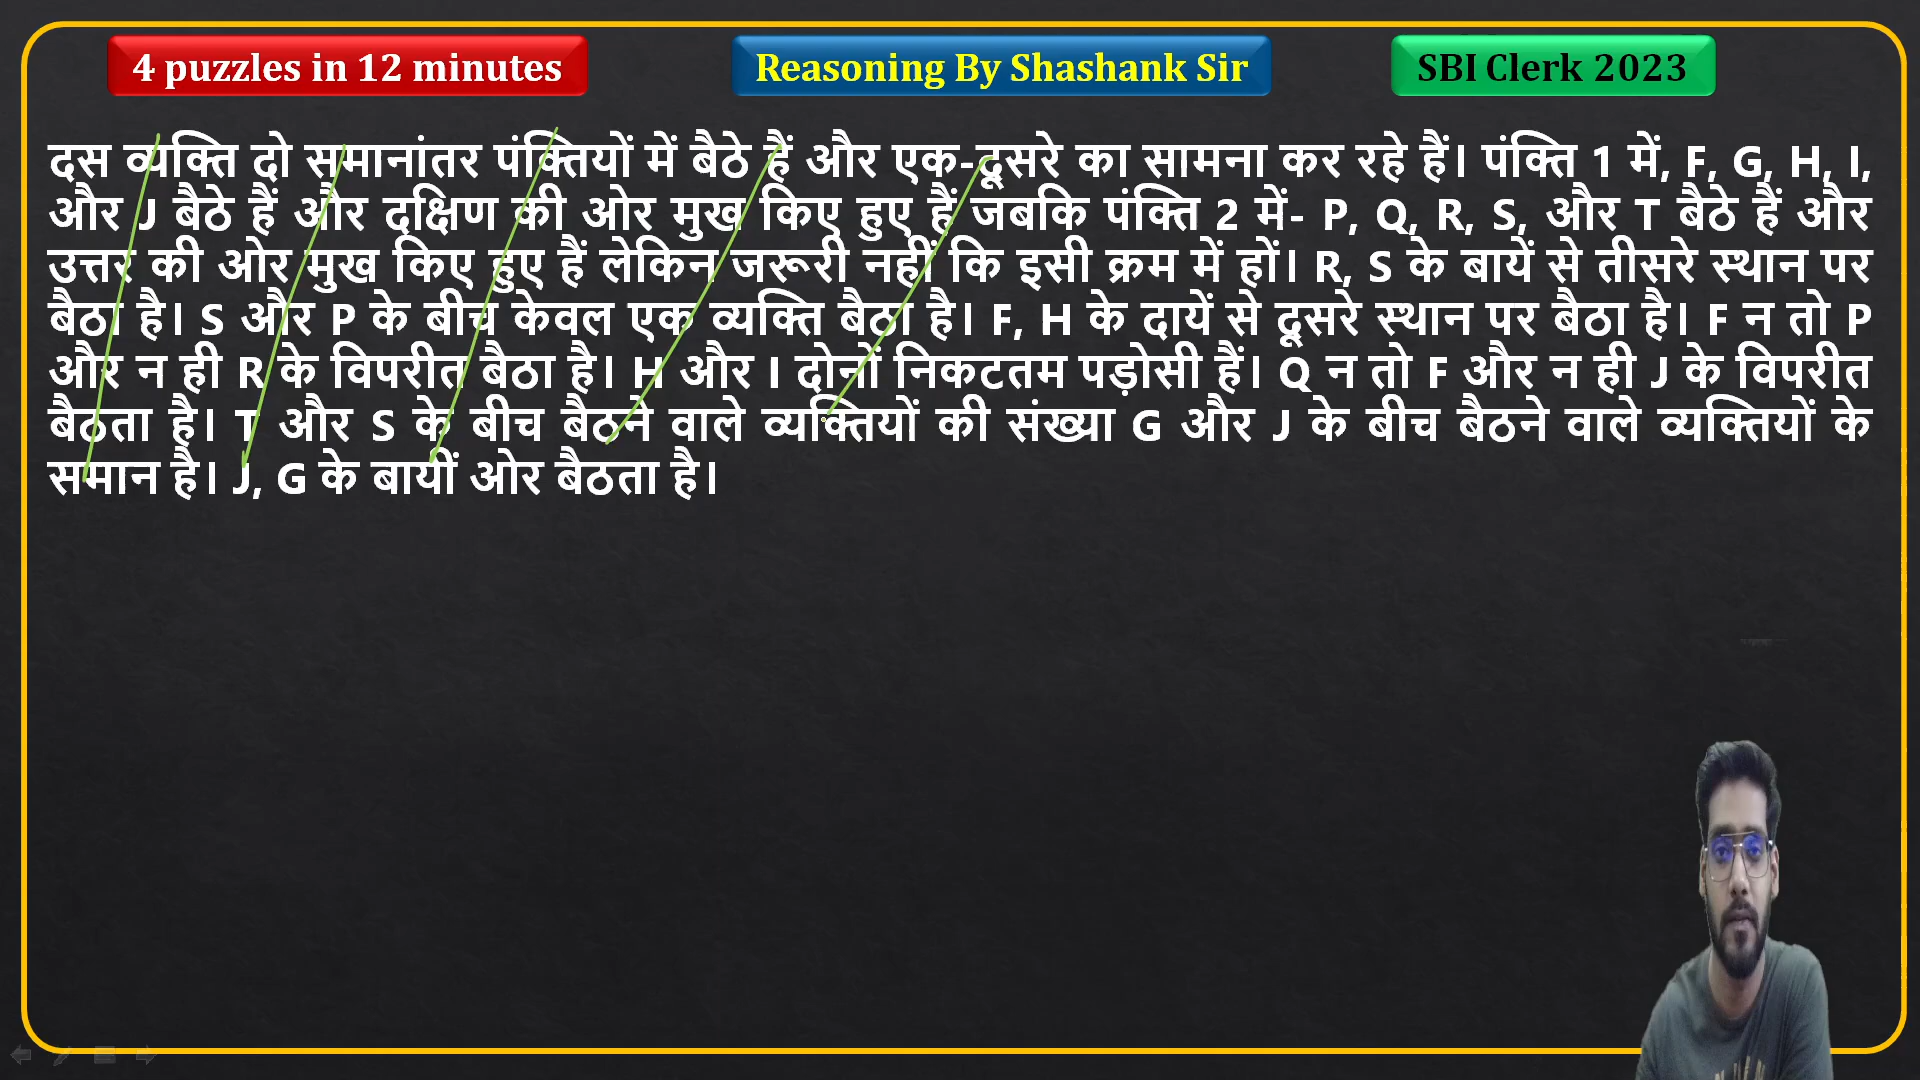 4 puzzles in 12 minutes
Reasoning By Shashank Sir
SBI Clerk 2023
दस व्यक्ति दो समानांतर पंक्तियों में बैठे हैं और एक-दूसरे का सामना कर रहे हैं। पंक्ति 1 में, F, G, H, I,
और J बैठे हैं और दक्षिण की ओर मुख किए हुए हैं जबकि पंक्ति 2 में- P, Q, R, S, और T बैठे हैं और
उत्तर की ओर मुख किए हुए हैं लेकिन जरूरी नहीं कि इसी क्रम में हों। R, S के बायें से तीसरे स्थान पर
बैठा है। S और P के बीच केवल एक व्यक्ति बैठा है। F, H के दायें से दूसरे स्थान पर बैठा है। F न तो P
और न ही R के विपरीत बैठा है। H और I दोनों निकटतम पड़ोसी हैं। Q न तो F और न ही J के विपरीत
बैठता है। T और S के बीच बैठने वाले व्यक्तियों की संख्या G और J के बीच बैठने वाले व्यक्तियों के
समान है। J, G के बायीं ओर बैठता है।